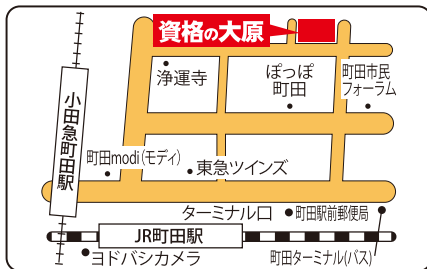 資格の大原
浄運寺
ぽっぽ
町田
町田市民
フォーラム
小田急町田駅
町田modi(モディ)
東急ツインズ
ターミナル口
町田駅前郵便局
JR町田駅
ヨドバシカメラ
町田ターミナル(バス)